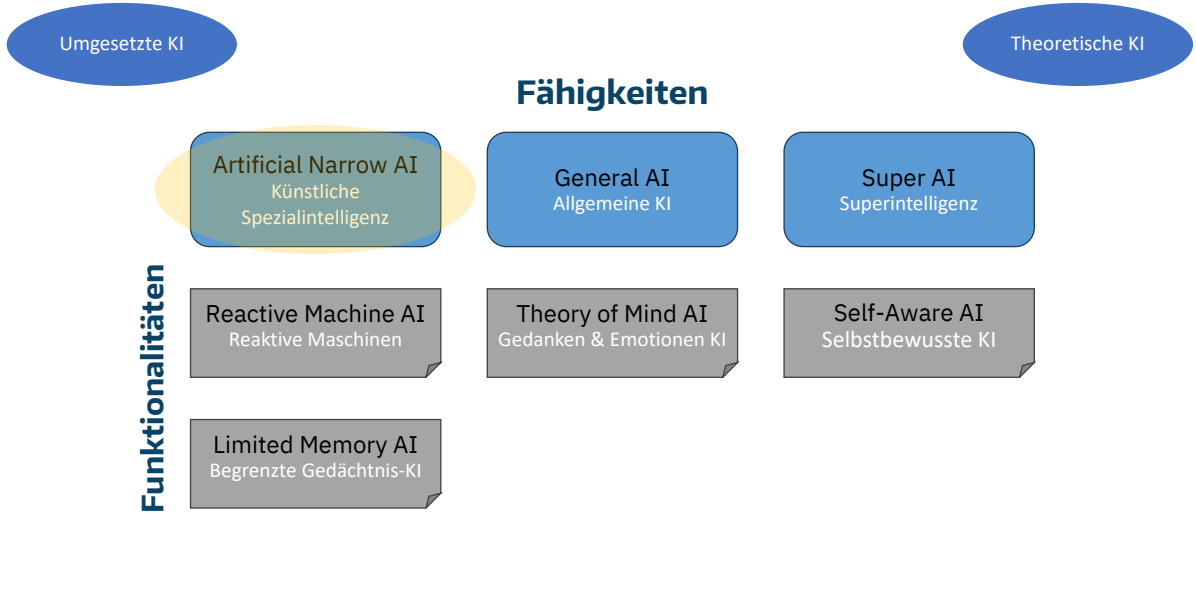 Umgesetzte KI
Theoretische KI
Fähigkeiten
Artificial Narrow AI
Künstliche
Spezialintelligenz
General AI
Allgemeine KI
Super AI
Superintelligenz
Funktionalitäten
Reactive Machine AI
Reaktive Maschinen
Theory of Mind AI
Gedanken & Emotionen KI
Self-Aware AI
Selbstbewusste KI
Limited Memory AI
Begrenzte Gedächtnis-KI